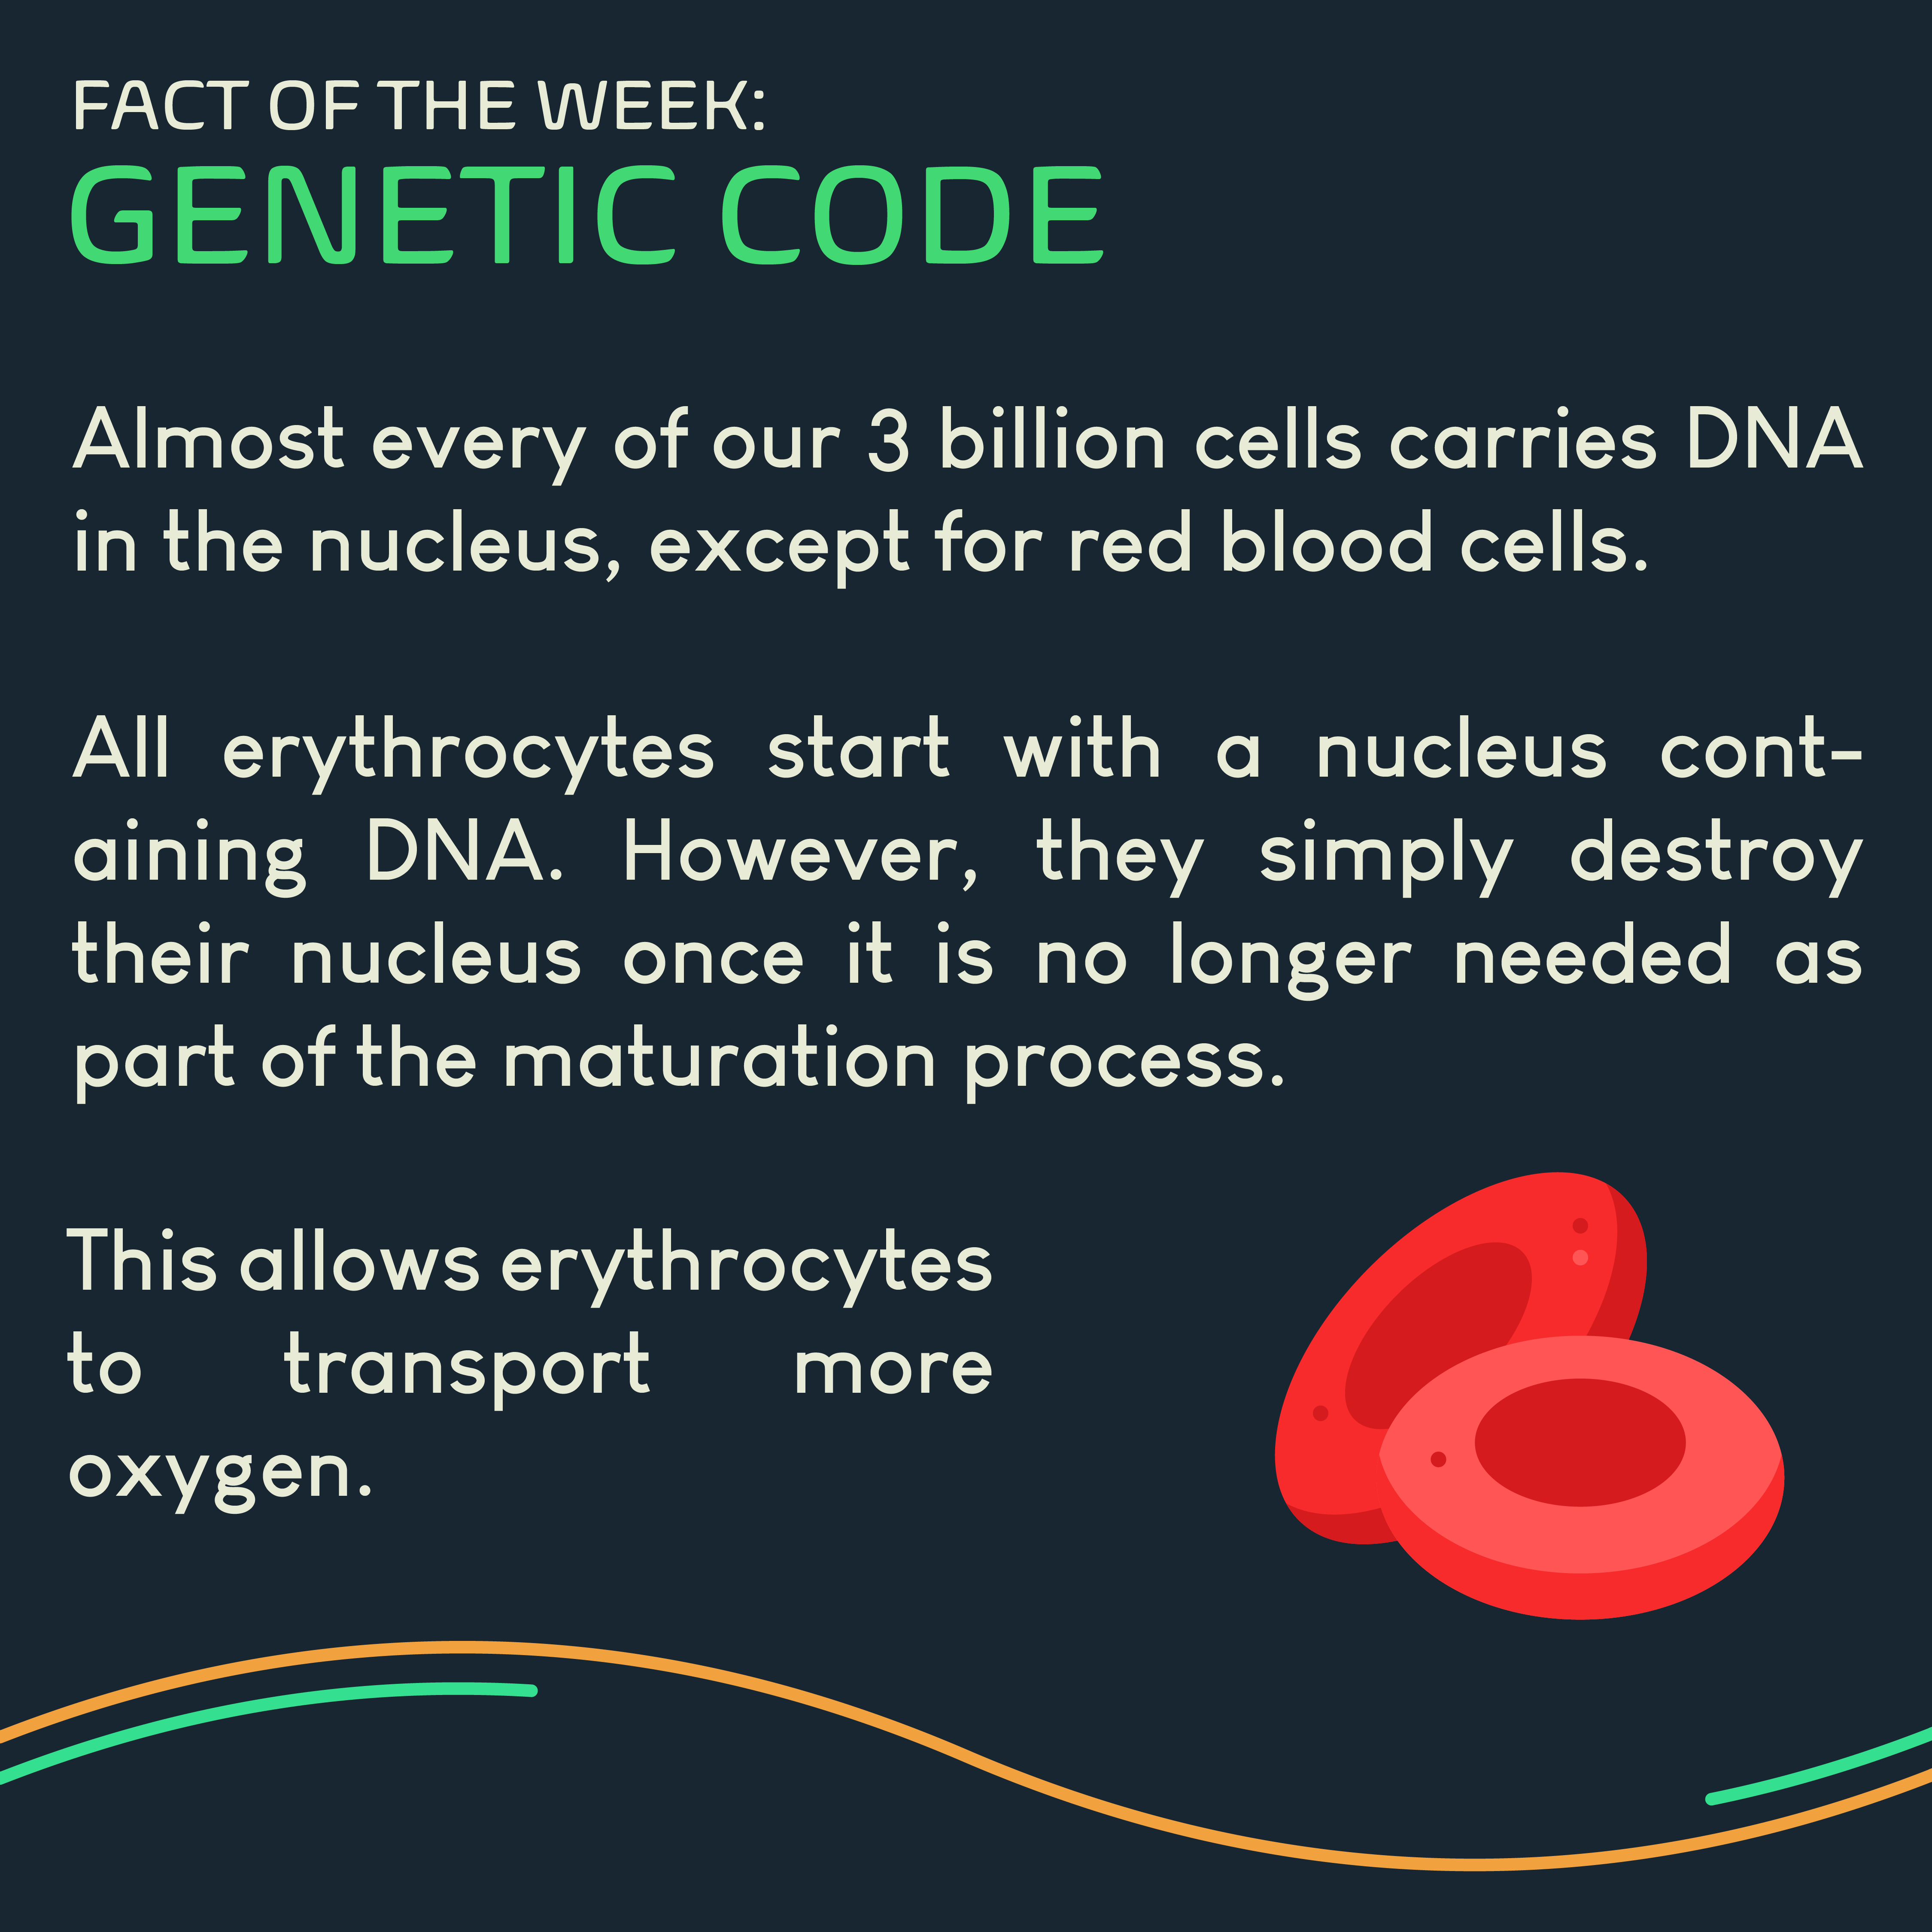 FACT OF THE WEEK:
GENETIC CODE
Almost every of our 3 billion cells carries DNA
in the nucleus, except for red blood cells.
All erythrocytes start with a nucleus cont-
aining DNA. However, they simply destroy
their nucleus once it is no longer needed as
part of the maturation process.
This allows erythrocytes
to transport more
oxygen.